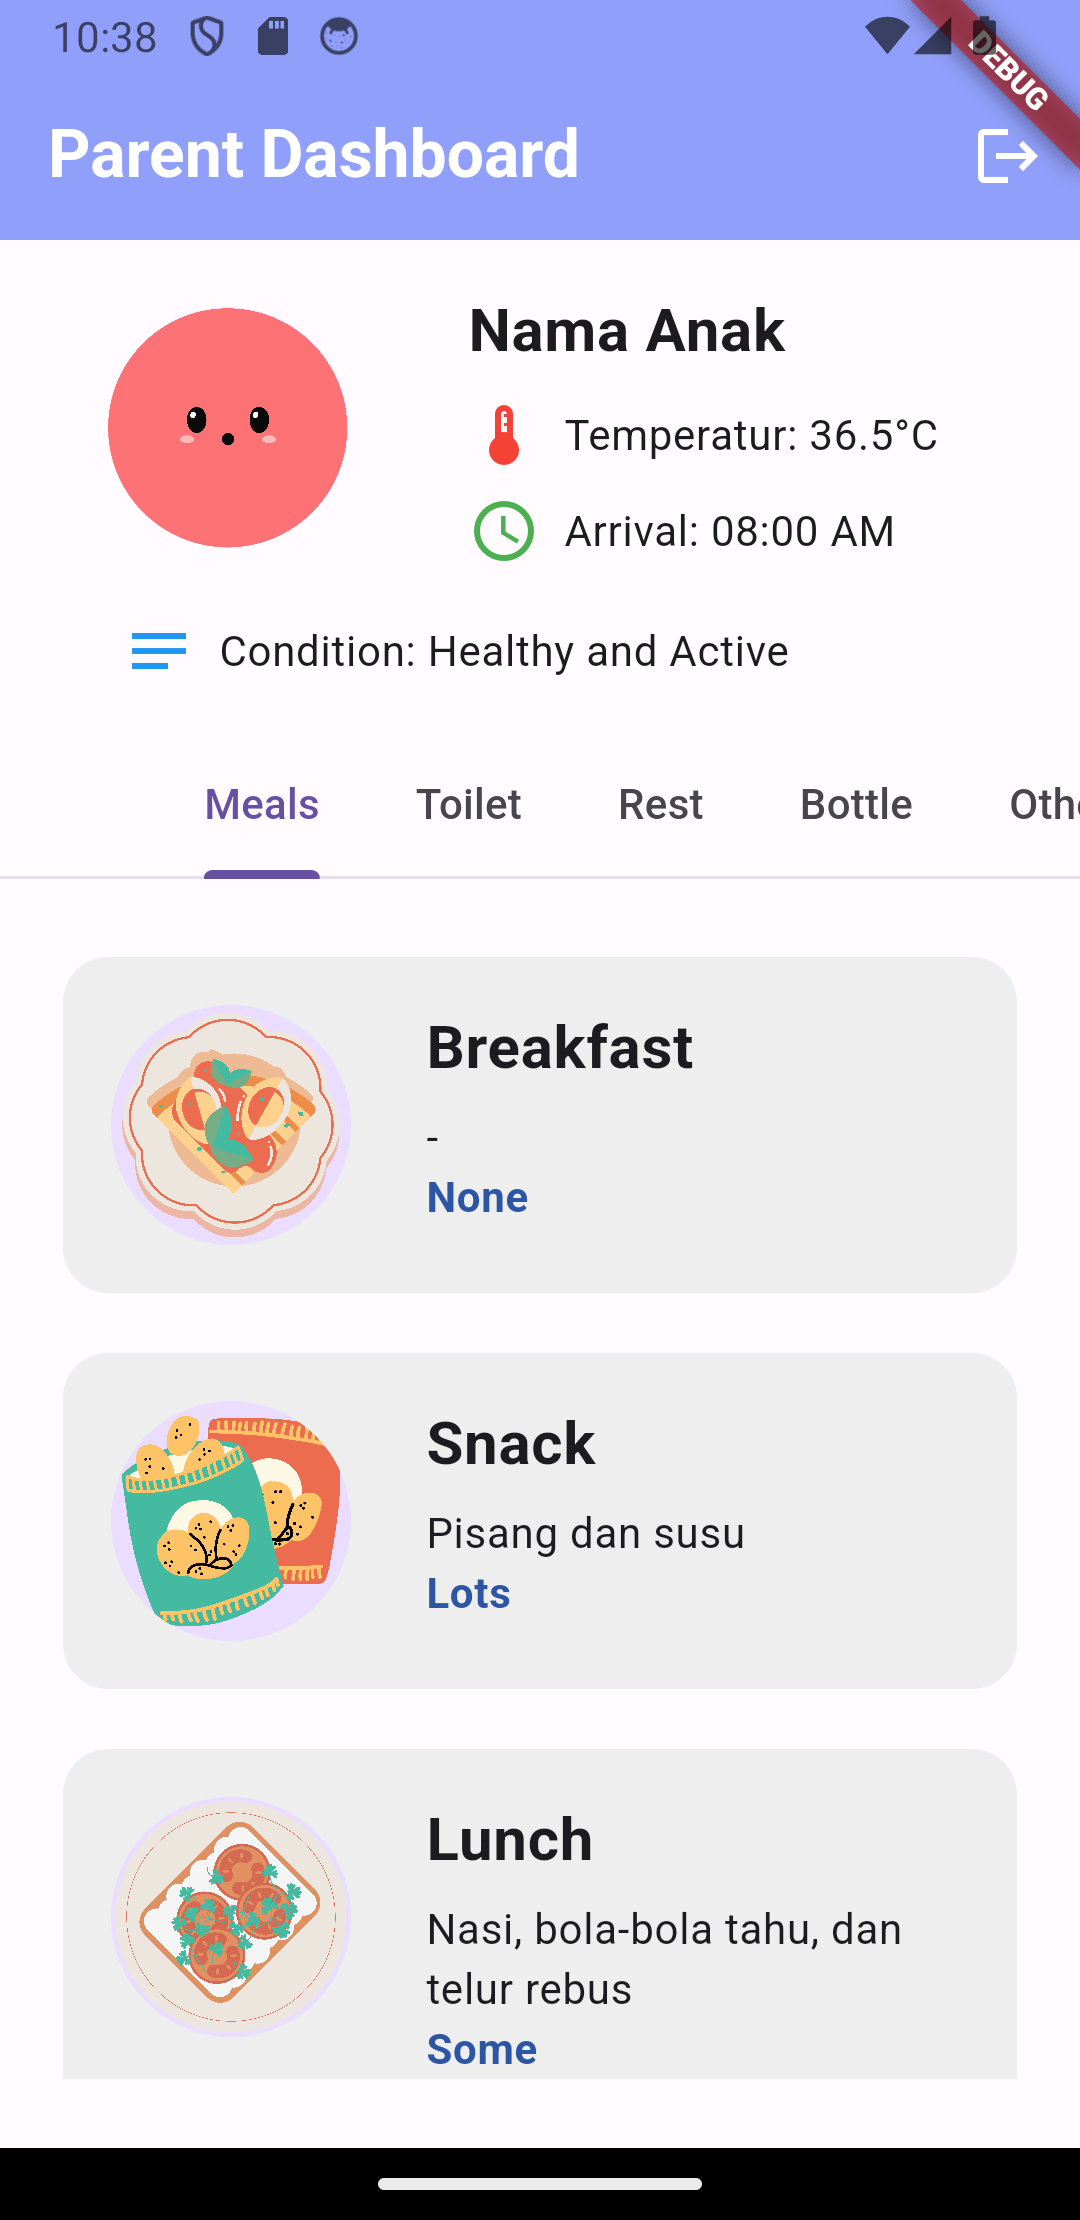 10:38
DEBUG
Parent Dashboard
Nama Anak
Temperatur: 36.5°C
Arrival: 08:00 AM
Condition: Healthy and Active
Meals Toilet Rest Bottle Othe
Breakfast
-
None
Snack
Pisang dan susu
Lots
Lunch
Nasi, bola-bola tahu, dan
telur rebus
Some